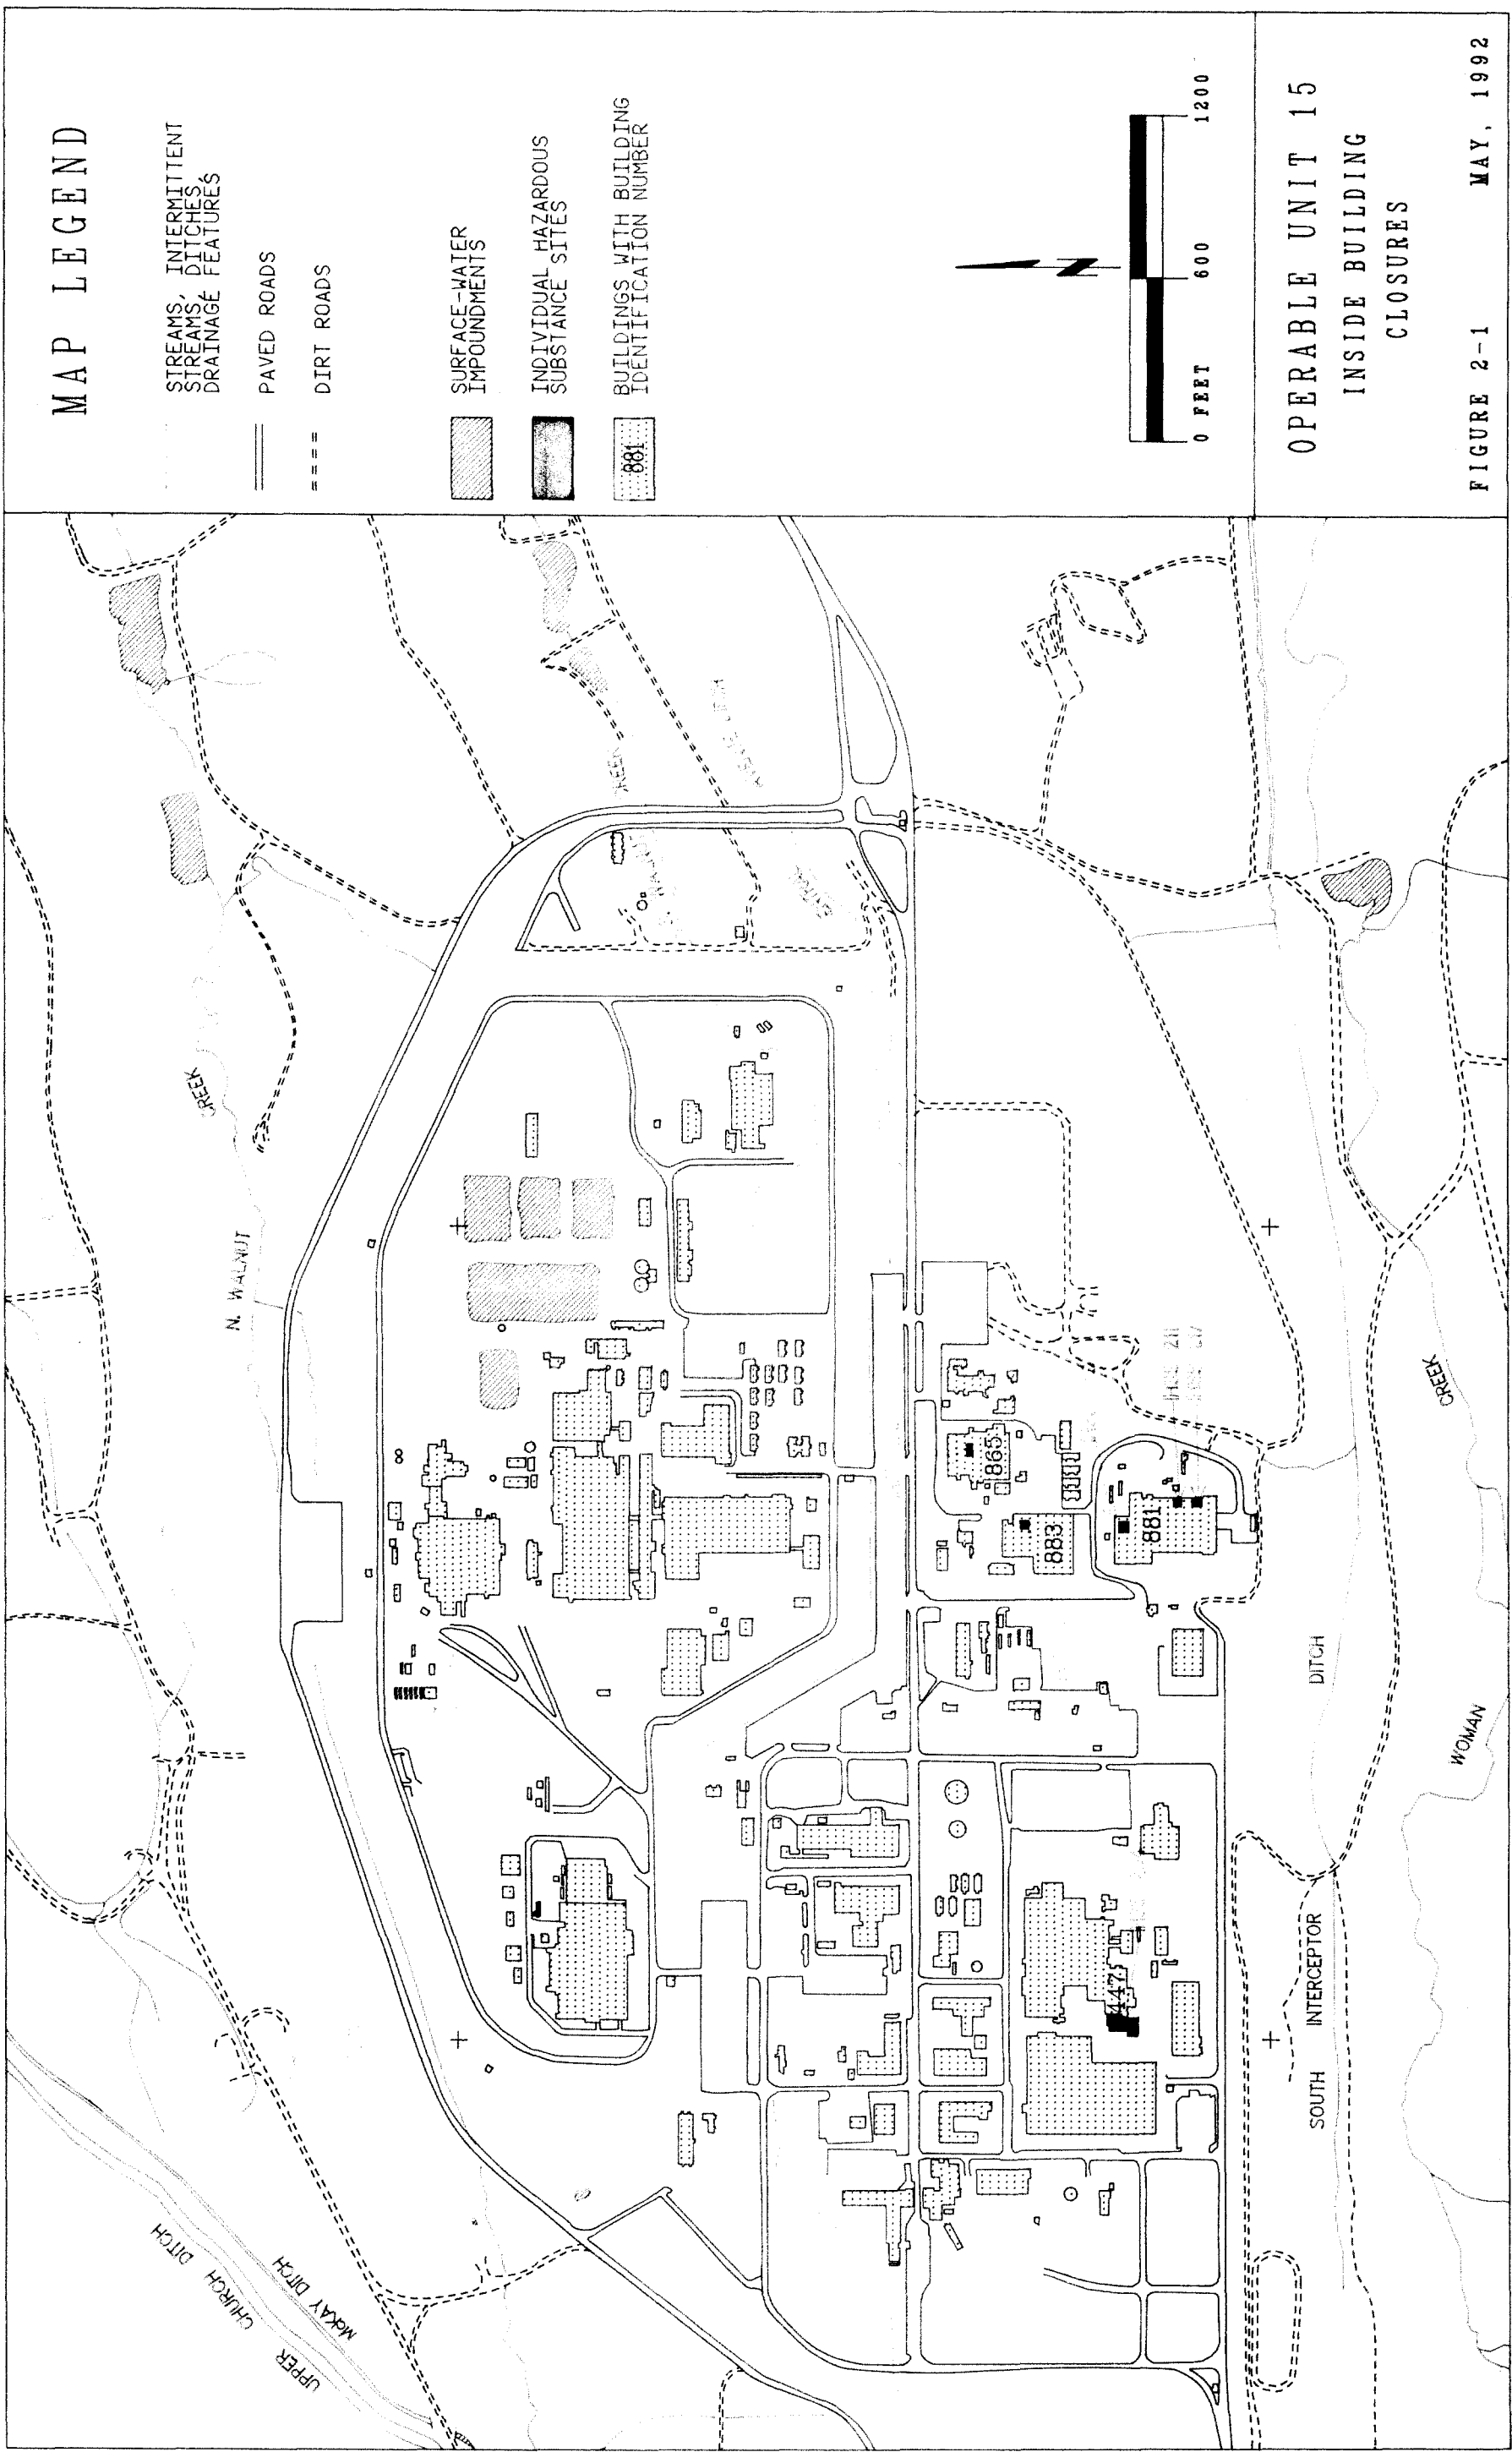 MAP LEGEND
STREAMS, INTERMITTENT
STREAMS, DITCHES,
DRAINAGE FEATURES
PAVED ROADS
DIRT ROADS
SURFACE-WATER
IMPOUNDMENTS
INDIVIDUAL HAZARDOUS
SUBSTANCE SITES
881
BUILDINGS WITH BUILDING
IDENTIFICATION NUMBER
N
0 FEET
600
1200
OPERABLE UNIT 15
INSIDE BUILDING
CLOSURES
FIGURE 2-1
MAY, 1992
UPPER CHURCH DITCH
McKAY DITCH
N. WALNUT
CREEK
865
883
881
447
SOUTH INTERCEPTOR DITCH
WOMAN
CREEK